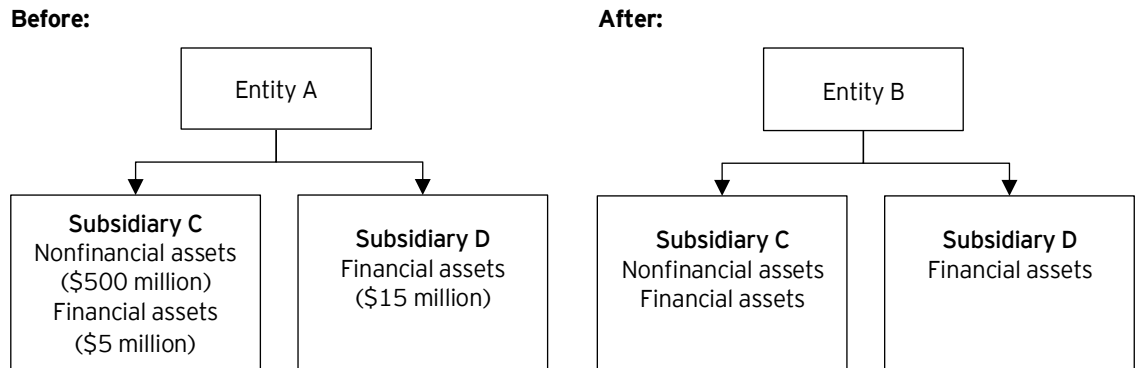 Before:
Entity A
Subsidiary C
Nonfinancial assets
($500 million)
Financial assets
($5 million)
Subsidiary D
Financial assets
($15 million)
After:
Entity B
Subsidiary C
Nonfinancial assets
Financial assets
Subsidiary D
Financial assets